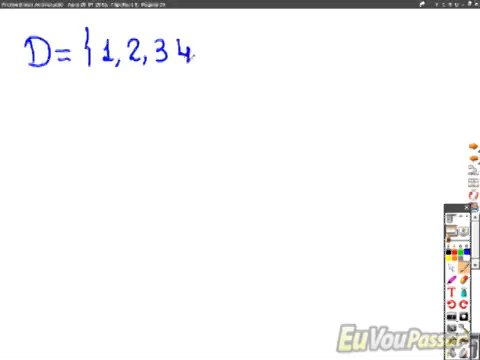 D = { 1, 2, 3 4
EuVouPassar